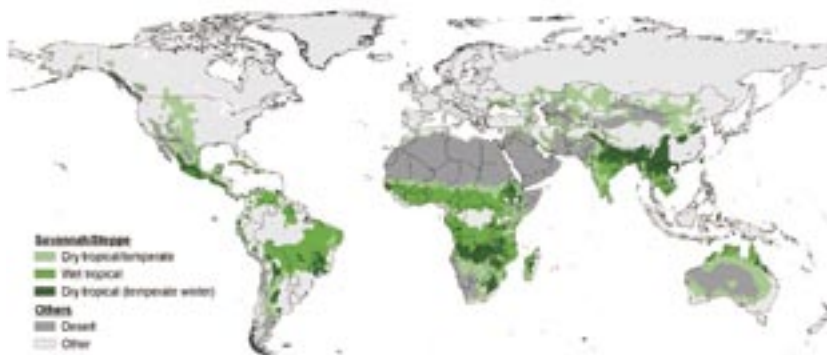 Savannah/Steppe
Dry tropical/temperate
Wet tropical
Dry tropical (temperate winter)
Others
Desert
Other